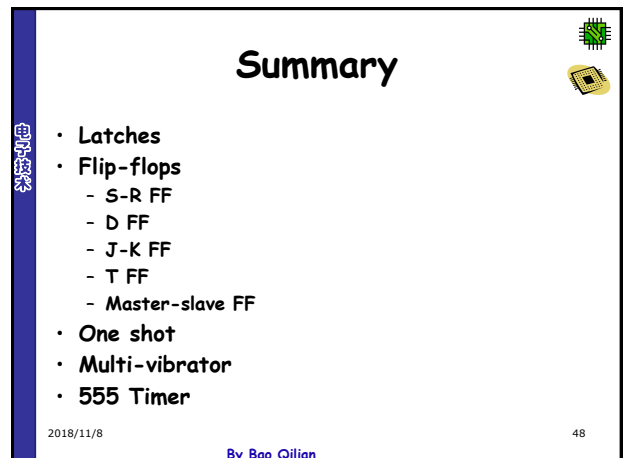 Summary
电子技术
• Latches
• Flip-flops
– S-R FF
– D FF
– J-K FF
– T FF
– Master-slave FF
• One shot
• Multi-vibrator
• 555 Timer
2018/11/8
48
By Bao Qilian